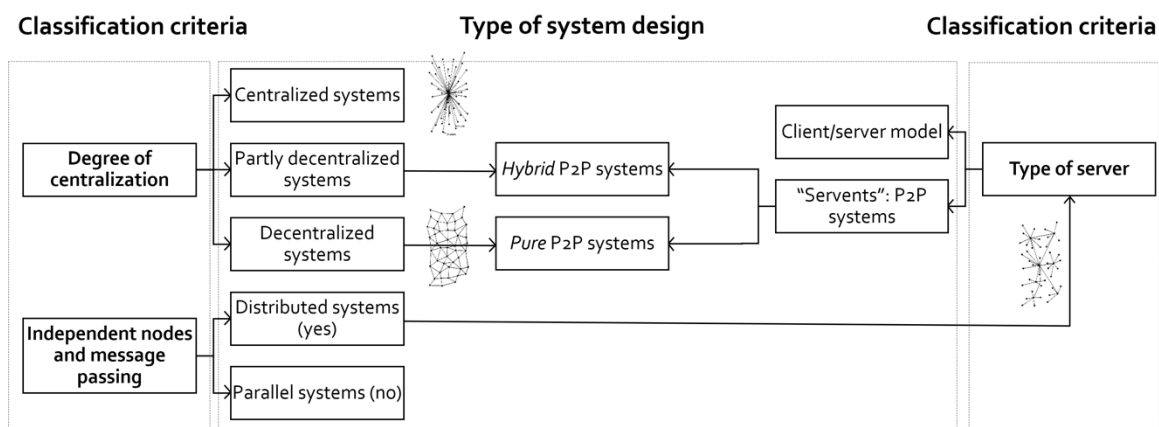 Classification criteria
Type of system design
Classification criteria
Centralized systems
Client/server model
Degree of
centralization
Partly decentralized
systems
Hybrid P2P systems
Type of server
"Servents": P2P
systems
Decentralized
systems
Pure P2P systems
Distributed systems
(yes)
Independent nodes
and message
passing
Parallel systems (no)